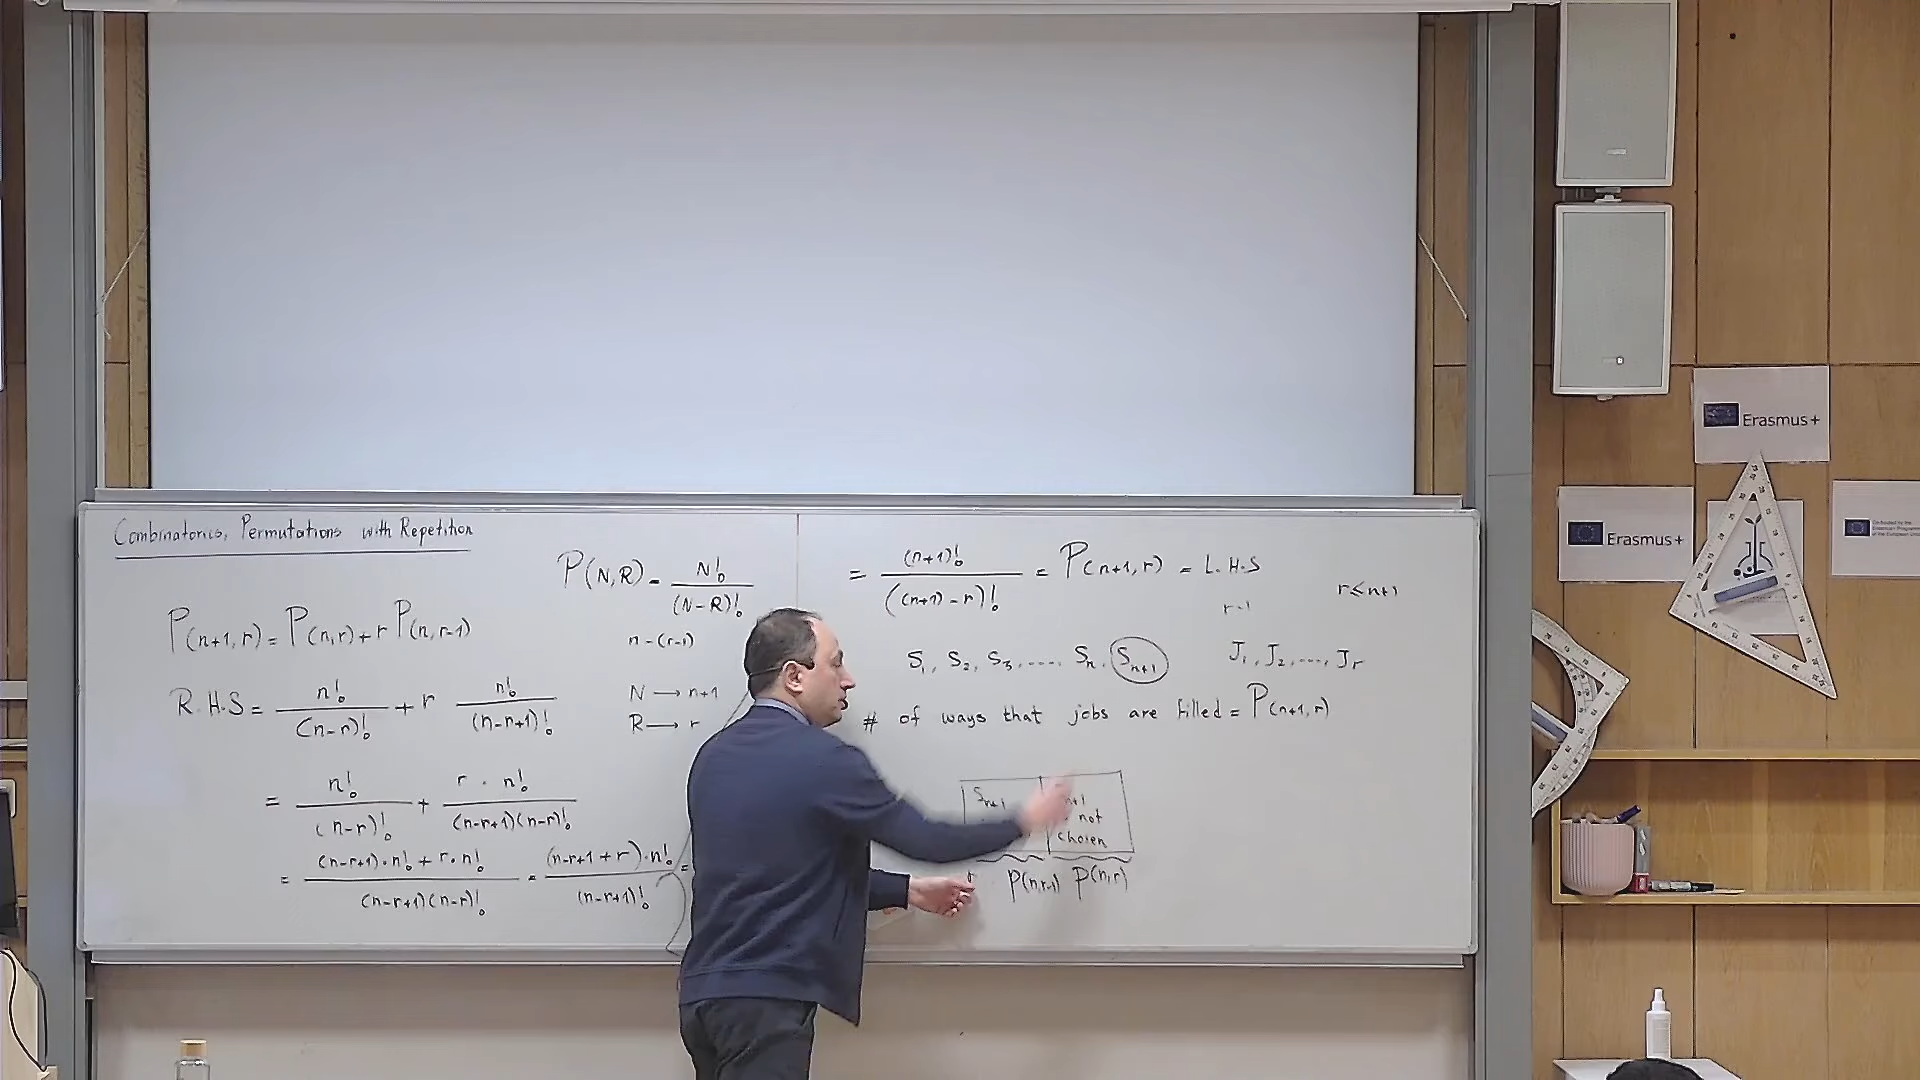 Combinatorics, Permutations with Repetition
P(N,R) = N! / (N-R)!
P(n+1,r) = P(n,r) + r P(n,r-1)
n-(r-1)
R.H.S = n! / (n-r)! + r n! / (n-r+1)!
N → n+1
R → r
= n! / (n-r)! + r · n! / (n-r+1)(n-r)!
= (n-r+1)·n! + r·n! / (n-r+1)(n-r)! = (n-r+1+r)·n! / (n-r+1)! =
= (n+1)! / ((n+1)-r)! = P(n+1,r) = L.H.S
r≤n+1
r-1
S1, S2, S3, ...., Sn, Sn+1
J1, J2, ...., Jr
# of ways that jobs are filled = P(n+1,r)
Sn+1
n+1
not
chosen
P(n,r-1) P(n,r)
Erasmus+
Erasmus+